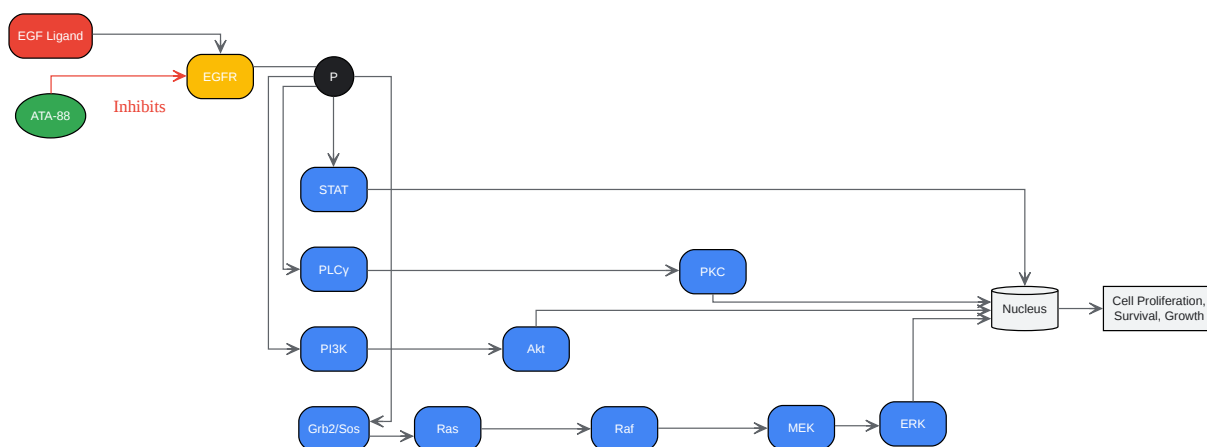 EGF Ligand
EGFR
P
ATA-88
Inhibits
STAT
PLCγ
PKC
Nucleus
Cell Proliferation,
Survival, Growth
PI3K
Akt
Grb2/Sos
Ras
Raf
MEK
ERK